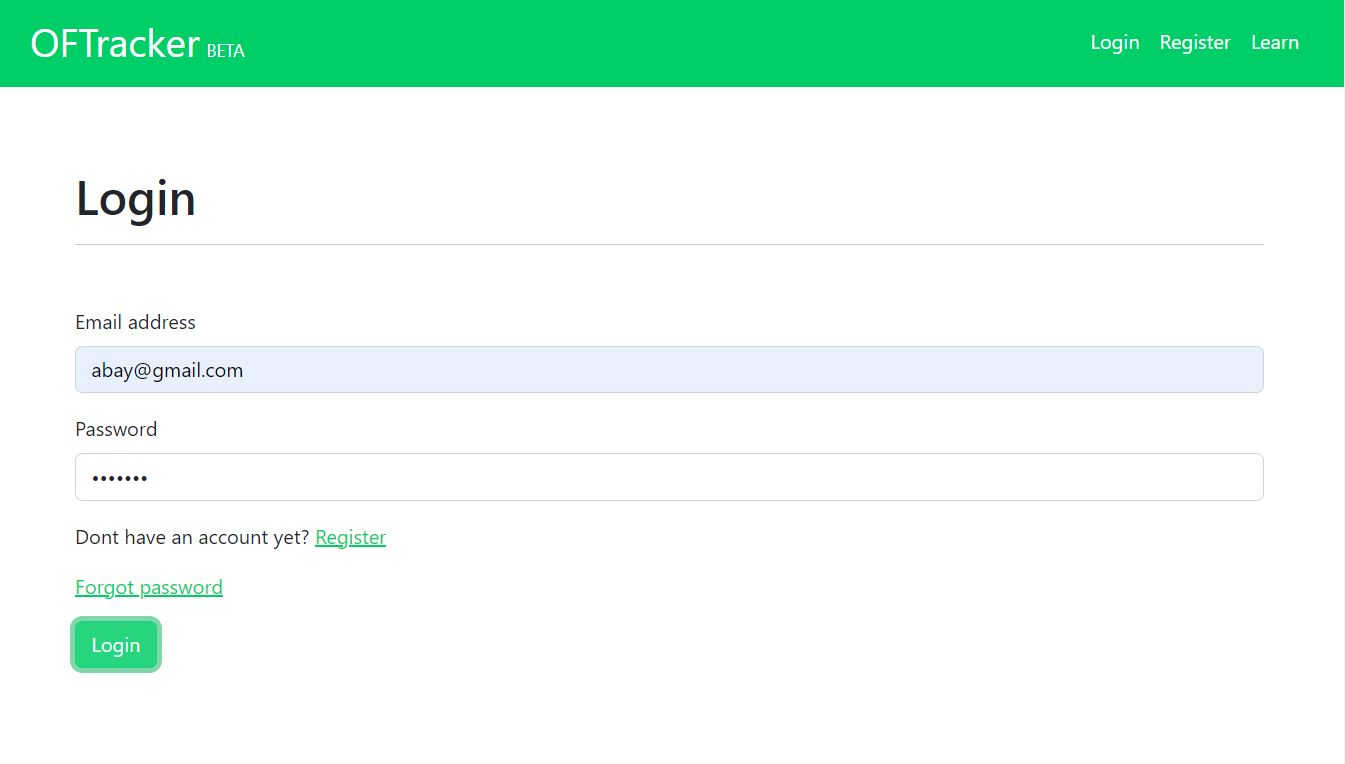 OFTracker BETA
Login Register Learn
Login
Email address
abay@gmail.com
Password
•••••••
Dont have an account yet? Register
Forgot password
Login